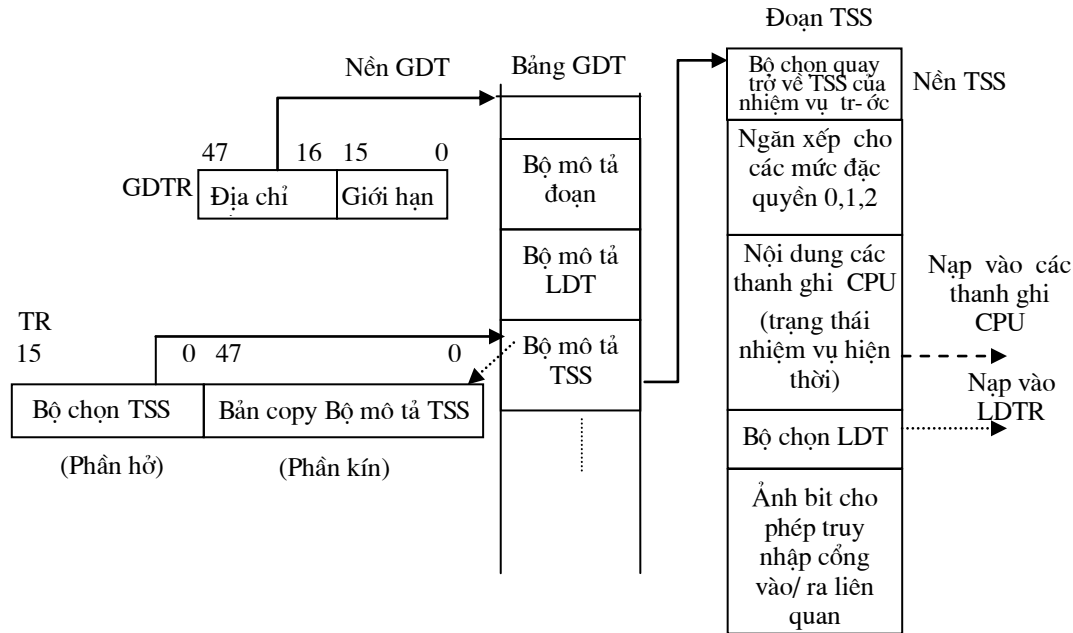 Đoạn TSS
Nền GDT
Bảng GDT
Bộ chọn quay
trở về TSS của
nhiệm vụ tr- ớc
Nền TSS
47 16 15 0
GDTR
Địa chỉ
Giới hạn
Bộ mô tả
đoạn
Ngăn xếp cho
các mức đặc
quyền 0,1,2
Bộ mô tả
LDT
Nội dung các
thanh ghi CPU
(trạng thái
nhiệm vụ hiện
thời)
Nạp vào các
thanh ghi
CPU
TR
15 0 47 0
Bộ mô tả
TSS
Nạp vào
LDTR
Bộ chọn TSS
Bản copy Bộ mô tả TSS
Bộ chọn LDT
(Phần hở)
(Phần kín)
Ảnh bit cho
phép truy
nhập cổng
vào/ ra liên
quan